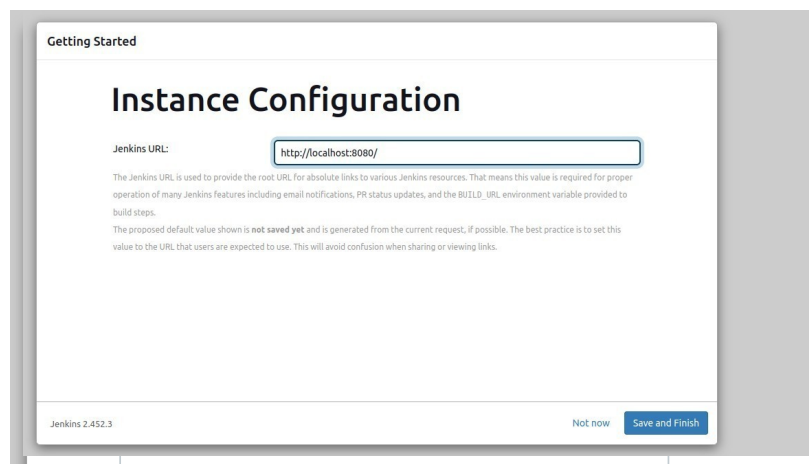 Getting Started
Instance Configuration
Jenkins URL: http://localhost:8080/
The Jenkins URL is used to provide the root URL for absolute links to various Jenkins resources. That means this value is required for proper
operation of many Jenkins features including email notifications, PR status updates, and the BUILD_URL environment variable provided to
build steps.
The proposed default value shown is not saved yet and is generated from the current request, if possible. The best practice is to set this
value to the URL that users are expected to use. This will avoid confusion when sharing or viewing links.
Jenkins 2.452.3 Not now Save and Finish